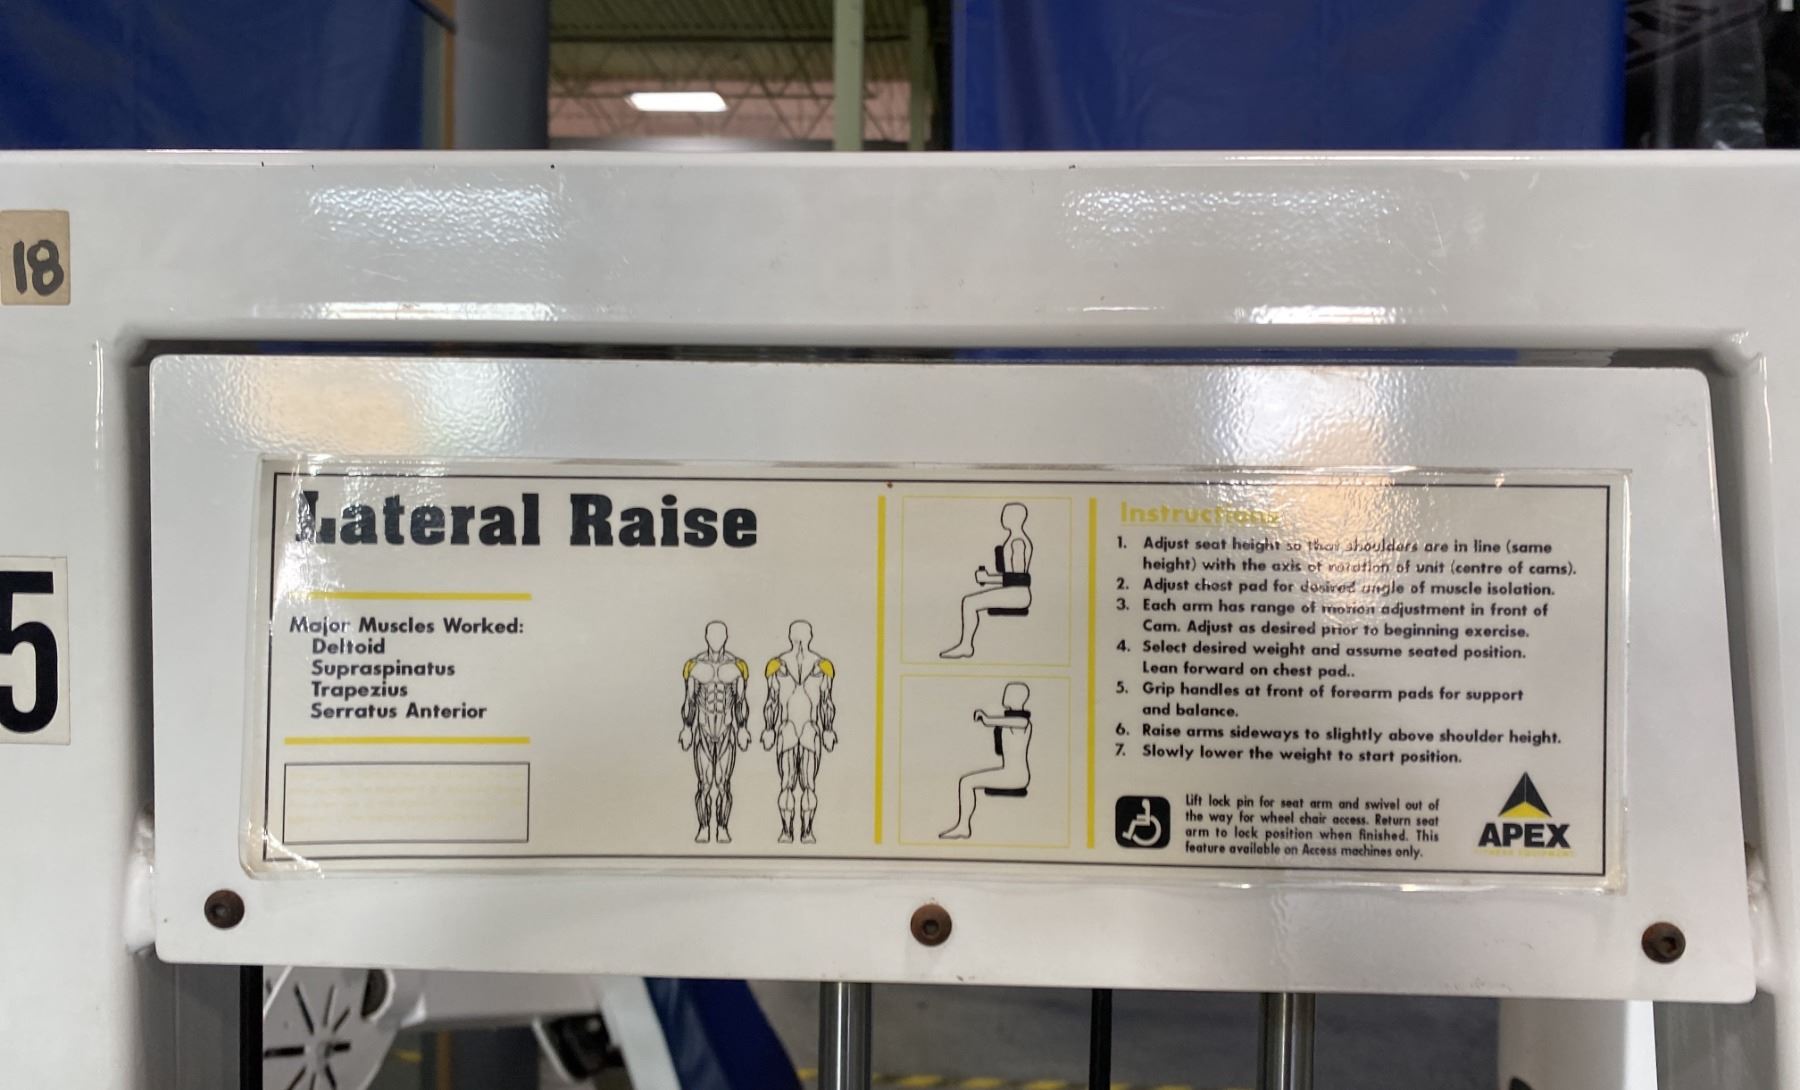 18
5
Lateral Raise
Major Muscles Worked:
Deltoid
Supraspinatus
Trapezius
Serratus Anterior
Instructions
1. Adjust seat height so that shoulders are in line (same
height) with the axis of rotation of unit (centre of cams).
2. Adjust chest pad for desired angle of muscle isolation.
3. Each arm has range of motion adjustment in front of
Cam. Adjust as desired prior to beginning exercise.
4. Select desired weight and assume seated position.
Lean forward on chest pad..
5. Grip handles at front of forearm pads for support
and balance.
6. Raise arms sideways to slightly above shoulder height.
7. Slowly lower the weight to start position.
Lift lock pin for seat arm and swivel out of
the way for wheel chair access. Return seat
arm to lock position when finished. This
feature available on Access machines only.
APEX